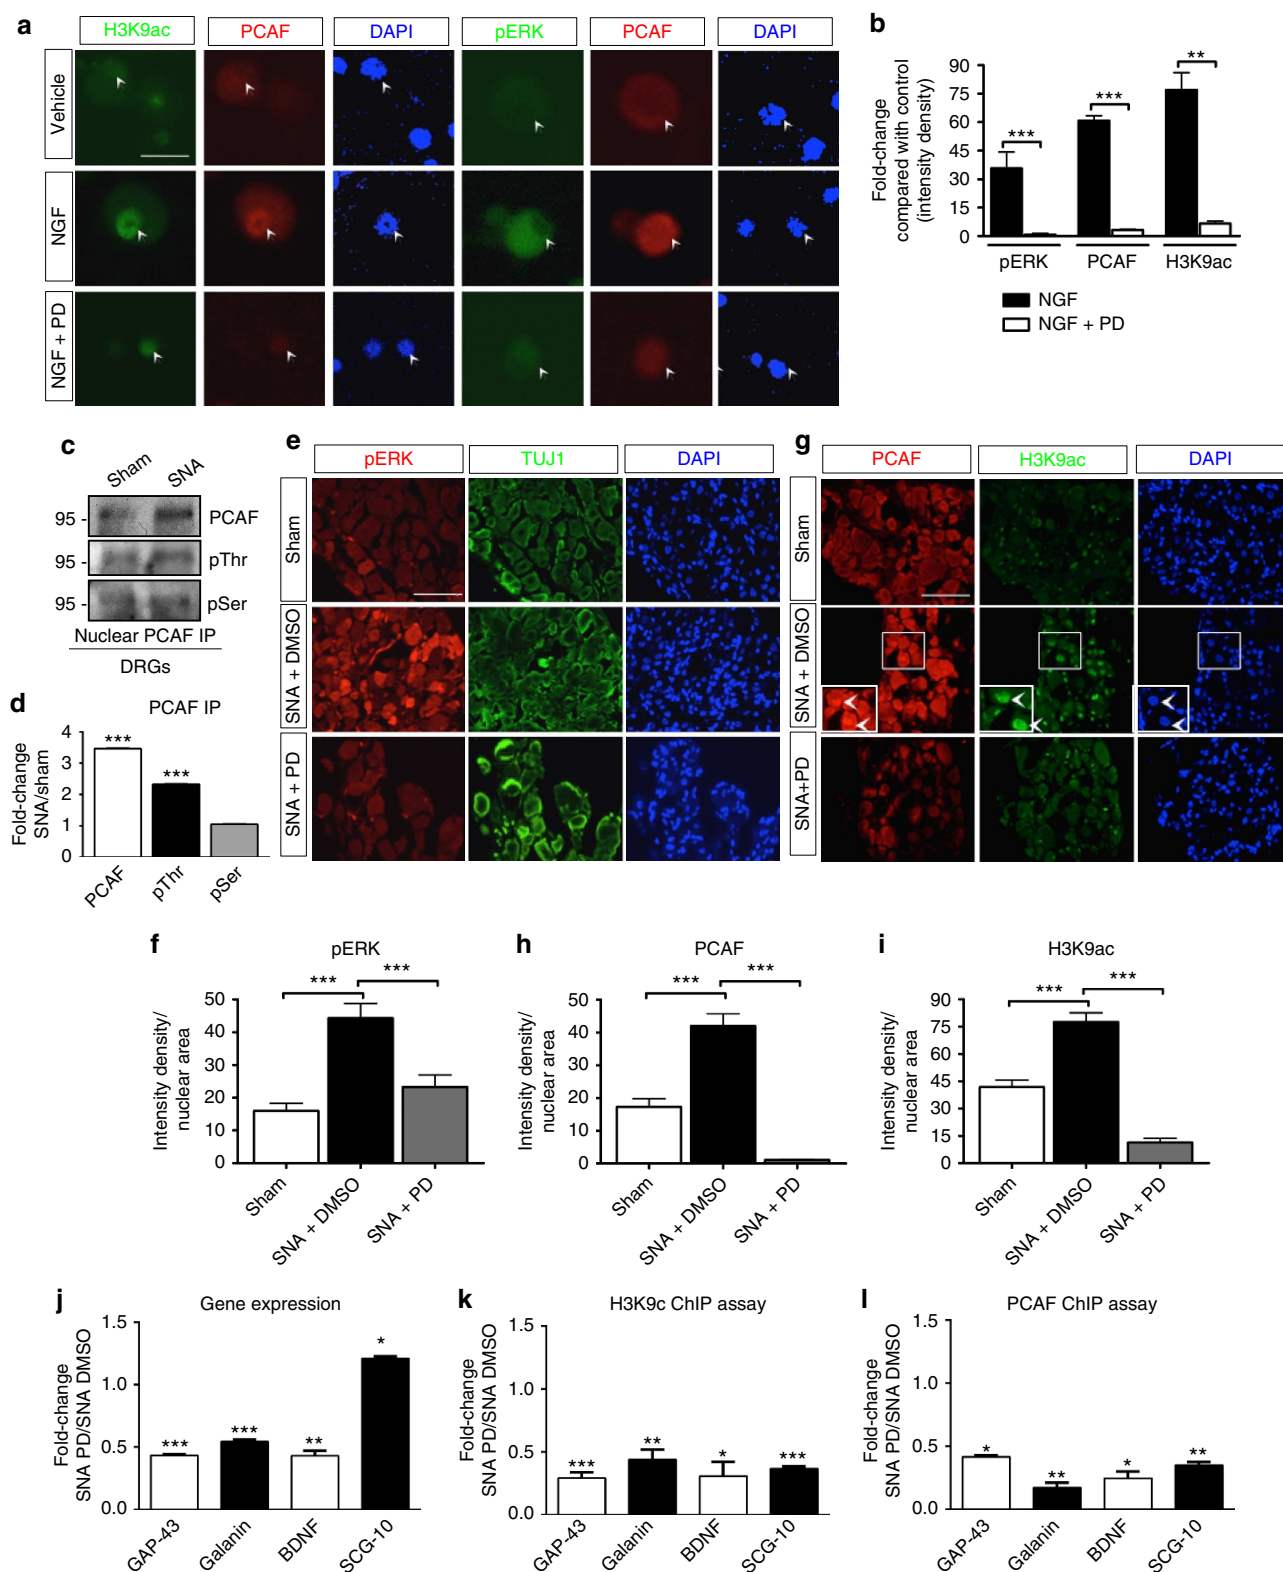 a
H3K9ac PCAF DAPI pERK PCAF DAPI
Vehicle
NGF
NGF + PD
b
Fold-change
compared with control
(intensity density)
90
75
60
45
30
15
0
*** *** **
pERK PCAF H3K9ac
NGF
NGF + PD
c
Sham SNA
95 - PCAF
95 - pThr
95 - pSer
Nuclear PCAF IP
DRGs
d
PCAF IP
Fold-change
SNA/sham
4
3
2
1
0
*** ***
PCAF pThr pSer
e
pERK TUJ1 DAPI
Sham
SNA + DMSO
SNA + PD
g
PCAF H3K9ac DAPI
Sham
SNA + DMSO
SNA+PD
f
pERK
Intensity density/
nuclear area
50
40
30
20
10
0
*** ***
Sham SNA + DMSO SNA + PD
h
PCAF
Intensity density/
nuclear area
50
40
30
20
10
0
*** ***
Sham SNA + DMSO SNA + PD
i
H3K9ac
Intensity density/
nuclear area
90
75
60
45
30
15
0
*** ***
Sham SNA + DMSO SNA + PD
j
Gene expression
Fold-change
SNA PD/SNA DMSO
1.5
1.0
0.5
0.0
*** *** ** *
GAP-43 Galanin BDNF SCG-10
k
H3K9c ChIP assay
Fold-change
SNA PD/SNA DMSO
1.5
1.0
0.5
0.0
*** ** * ***
GAP-43 Galanin BDNF SCG-10
l
PCAF ChIP assay
Fold-change
SNA PD/SNA DMSO
1.5
1.0
0.5
0.0
* ** * **
GAP-43 Galanin BDNF SCG-10